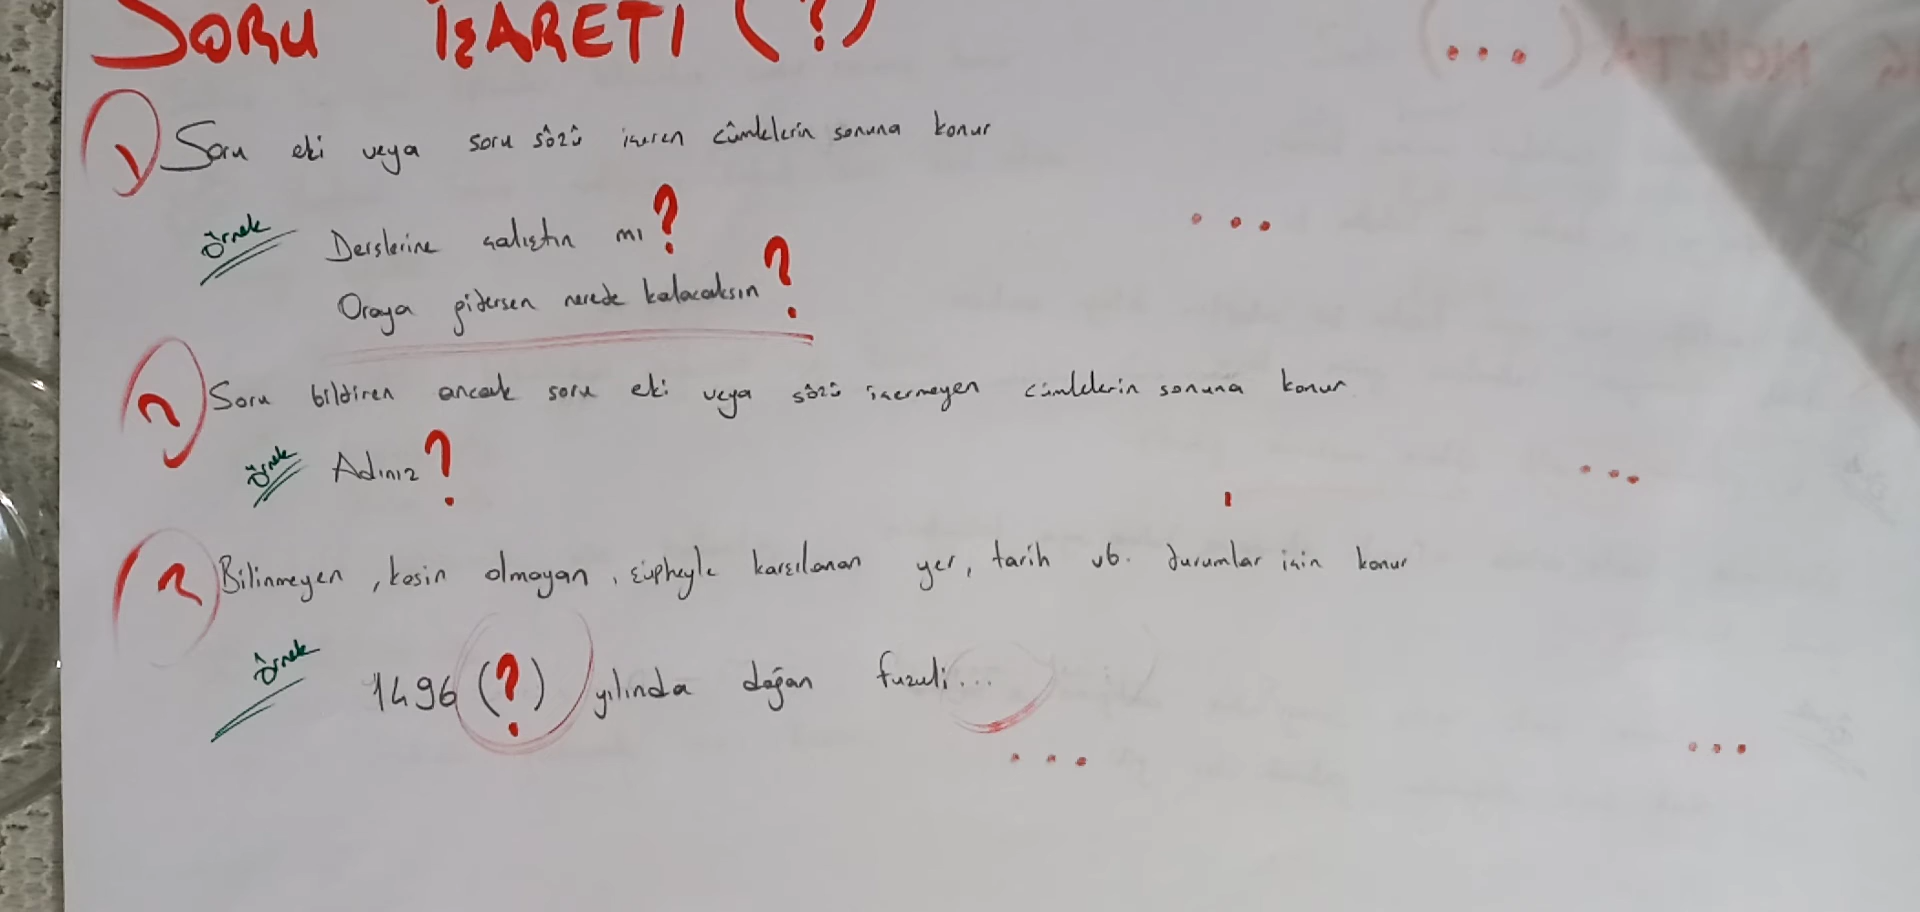 SORU İŞARETİ (?)
1) Soru eki veya soru sözü içeren cümlelerin sonuna konur
Örnek Derslerine çalıştın mı?
Oraya gidersen nerede kalacaksın?
Soru bildiren ancak soru eki veya sözü içermeyen cümlelerin sonuna konur
Örnek Adınız?
Bilinmeyen, kesin olmayan, şüpheyle karşılanan yer, tarih vb. durumlar için konur
Örnek 1496 (?) yılında doğan fuzuli...